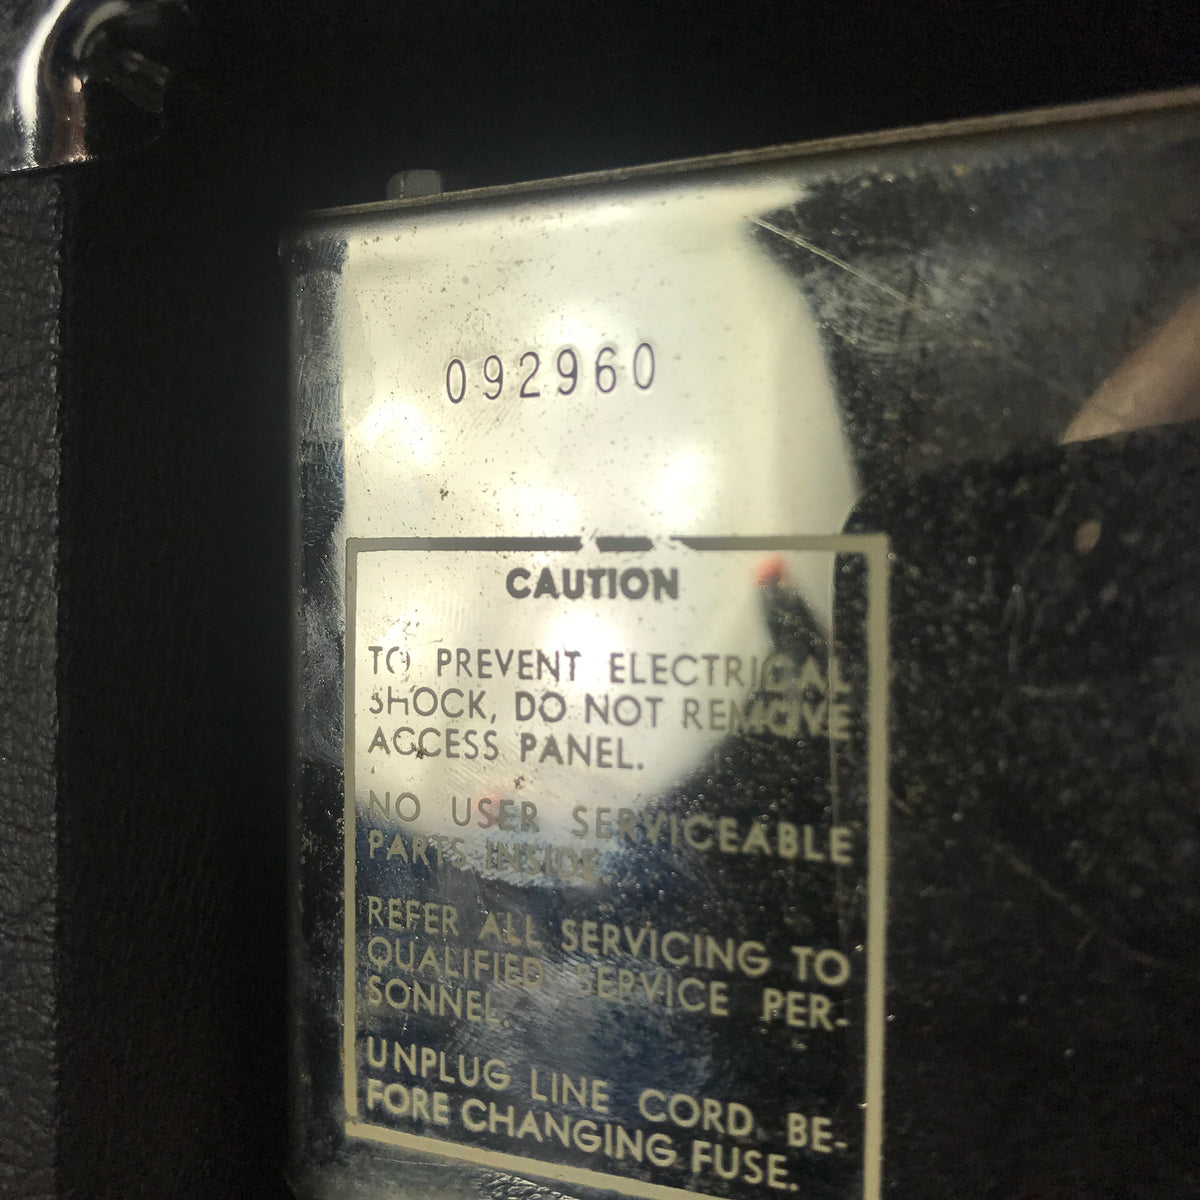 092960
CAUTION
TO PREVENT ELECTRICAL
SHOCK, DO NOT REMOVE
ACCESS PANEL.
NO USER SERVICEABLE
PARTS INSIDE.
REFER ALL SERVICING TO
QUALIFIED SERVICE PER-
SONNEL.
UNPLUG LINE CORD BE-
FORE CHANGING FUSE.